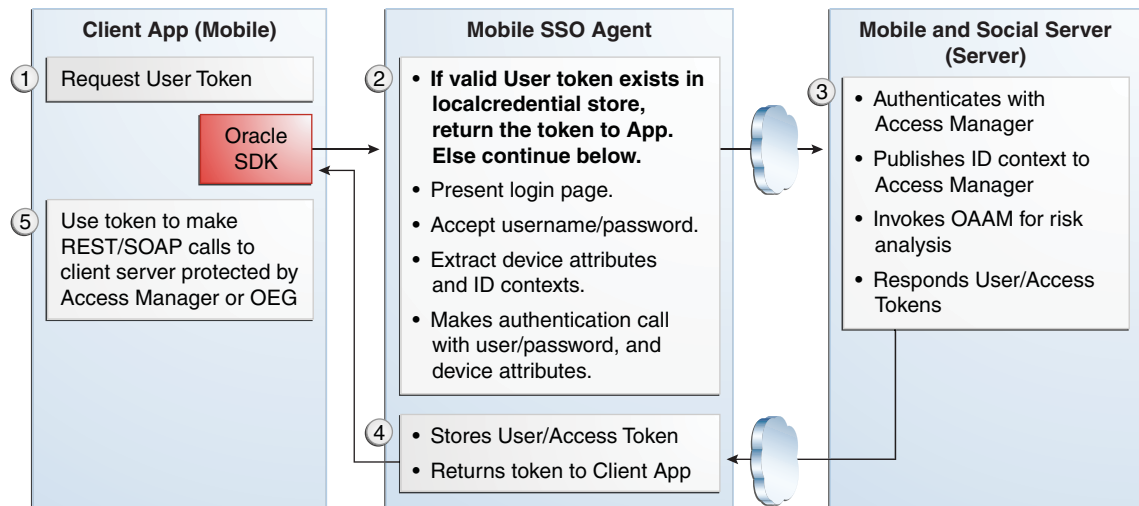 Client App (Mobile)
1
Request User Token
Oracle
SDK
5
Use token to make
REST/SOAP calls to
client server protected by
Access Manager or OEG
Mobile SSO Agent
2
• If valid User token exists in
localcredential store,
return the token to App.
Else continue below.
• Present login page.
• Accept username/password.
• Extract device attributes
and ID contexts.
• Makes authentication call
with user/password, and
device attributes.
4
• Stores User/Access Token
• Returns token to Client App
Mobile and Social Server
(Server)
3
• Authenticates with
Access Manager
• Publishes ID context to
Access Manager
• Invokes OAAM for risk
analysis
• Responds User/Access
Tokens